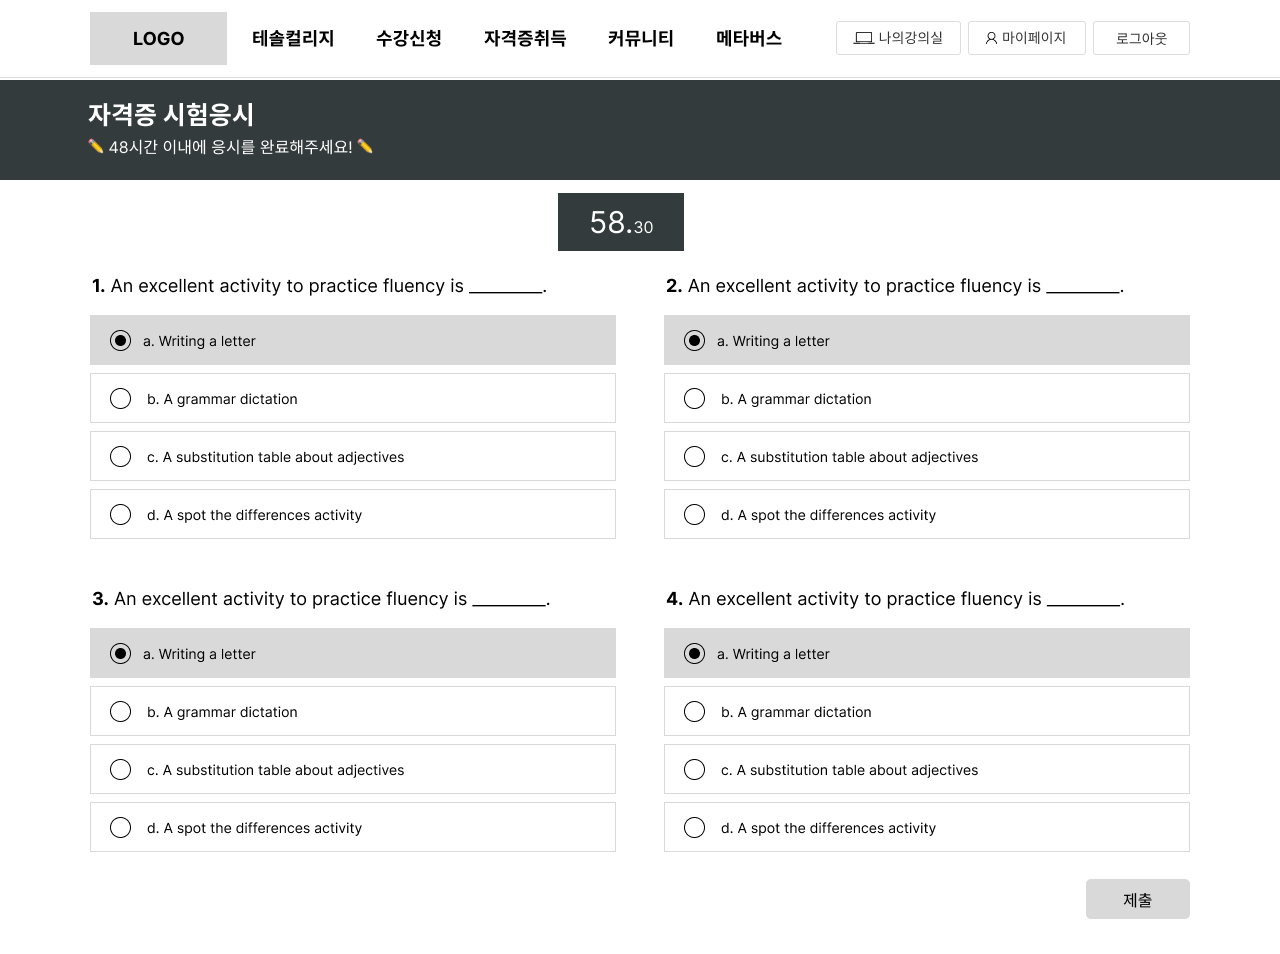 LOGO 테솔컬리지 수강신청 자격증취득 커뮤니티 메타버스 나의강의실 마이페이지 로그아웃
자격증 시험응시
✏️ 48시간 이내에 응시를 완료해주세요! ✏️
58.30
1. An excellent activity to practice fluency is _________.
a. Writing a letter
b. A grammar dictation
c. A substitution table about adjectives
d. A spot the differences activity
2. An excellent activity to practice fluency is _________.
a. Writing a letter
b. A grammar dictation
c. A substitution table about adjectives
d. A spot the differences activity
3. An excellent activity to practice fluency is _________.
a. Writing a letter
b. A grammar dictation
c. A substitution table about adjectives
d. A spot the differences activity
4. An excellent activity to practice fluency is _________.
a. Writing a letter
b. A grammar dictation
c. A substitution table about adjectives
d. A spot the differences activity
제출